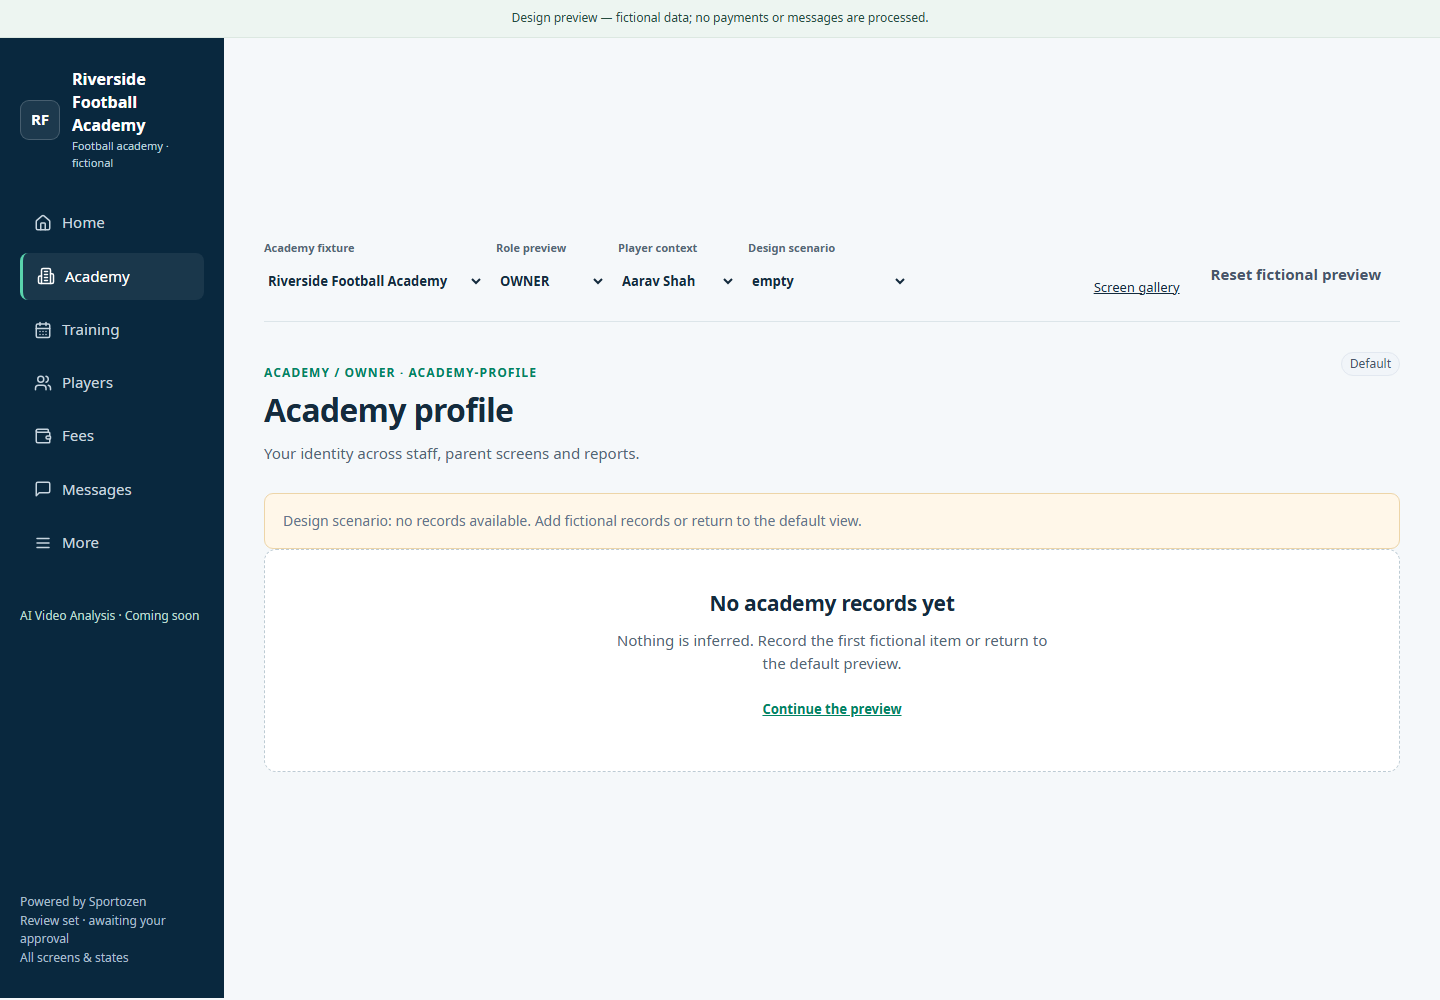 Design preview — fictional data; no payments or messages are processed.
RF
Riverside
Football
Academy
Football academy ·
fictional
Home
Academy
Training
Players
Fees
Messages
More
AI Video Analysis · Coming soon
Powered by Sportozen
Review set · awaiting your
approval
All screens & states
Academy fixture
Riverside Football Academy
Role preview
OWNER
Player context
Aarav Shah
Design scenario
empty
Screen gallery
Reset fictional preview
ACADEMY / OWNER · ACADEMY-PROFILE
Default
Academy profile
Your identity across staff, parent screens and reports.
Design scenario: no records available. Add fictional records or return to the default view.
No academy records yet
Nothing is inferred. Record the first fictional item or return to
the default preview.
Continue the preview